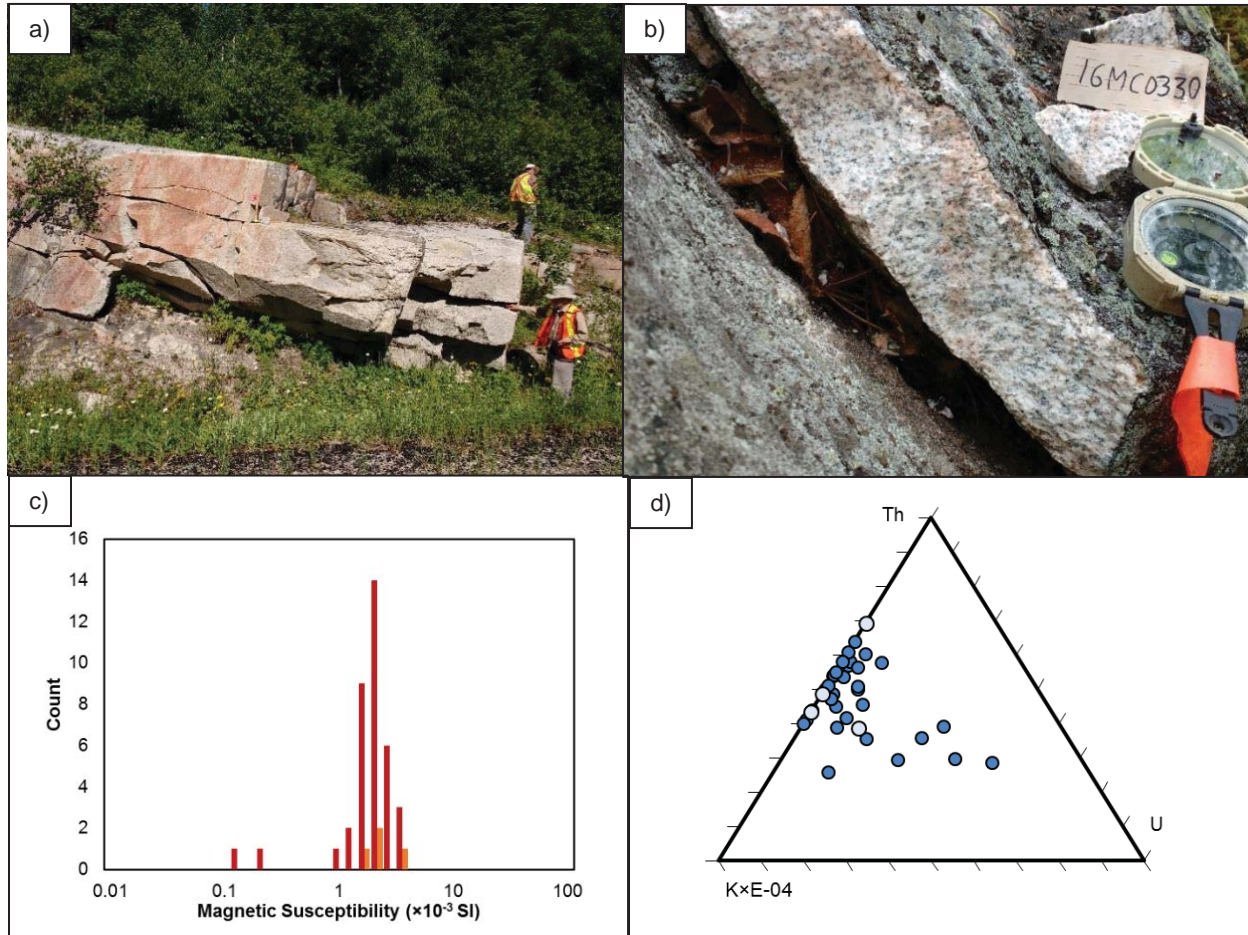 a)
b)
16MC0330
c)
16
14
12
10
8
6
4
2
0
Count
0.01
0.1
1
10
100
Magnetic Susceptibility (×10⁻³ SI)
d)
Th
U
K×E-04